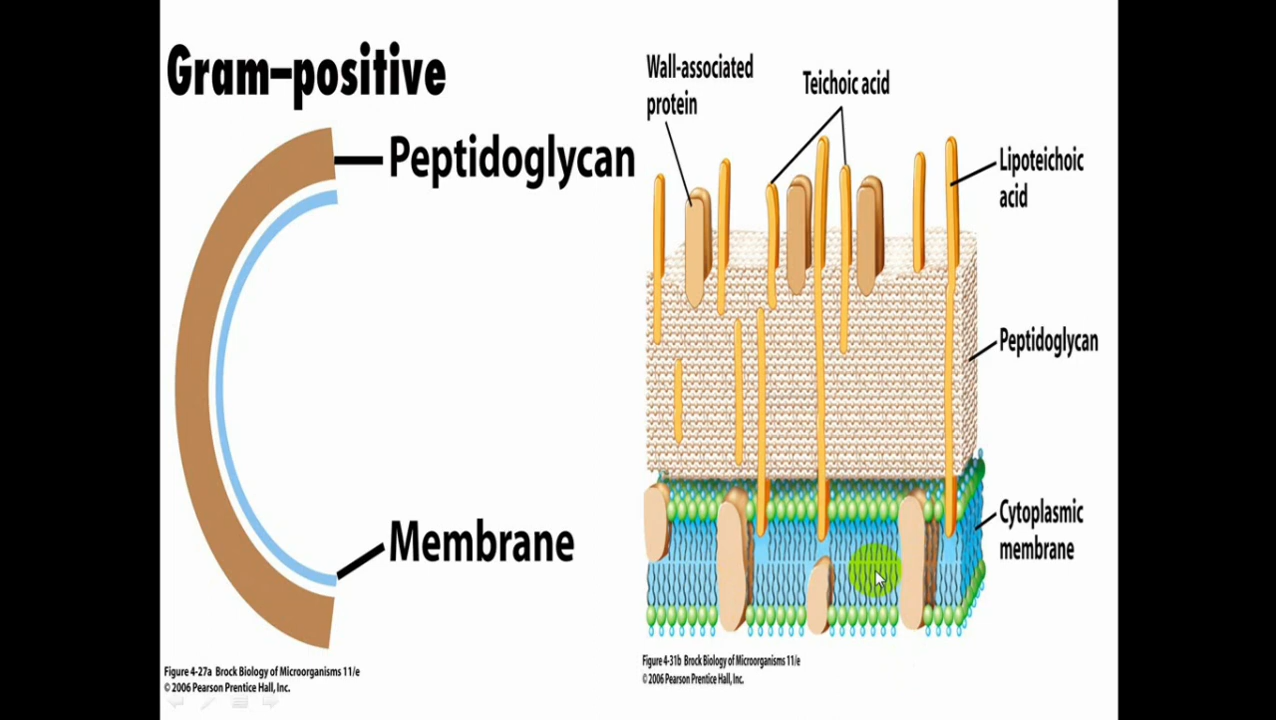 Gram–positive
Peptidoglycan
Membrane
Figure 4-27a Brock Biology of Microorganisms 11/e
© 2006 Pearson Prentice Hall, Inc.
Wall-associated
protein
Teichoic acid
Lipoteichoic
acid
Peptidoglycan
Cytoplasmic
membrane
Figure 4-31b Brock Biology of Microorganisms 11/e
© 2006 Pearson Prentice Hall, Inc.